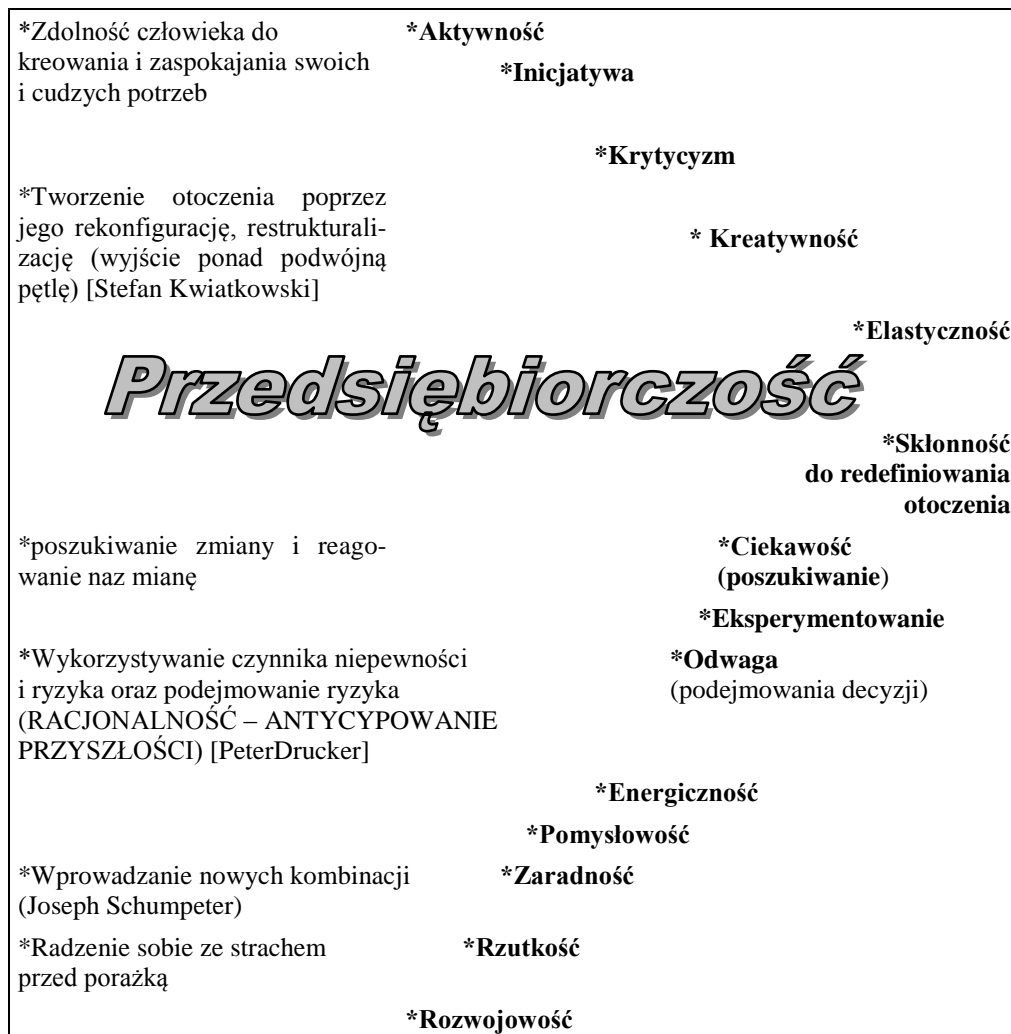 *Zdolność człowieka do
kreowania i zaspokajania swoich
i cudzych potrzeb
*Aktywność
*Inicjatywa
*Krytycyzm
*Tworzenie otoczenia poprzez
jego rekonfigurację, restrukturali-
zację (wyjście ponad podwójną
pętlę) [Stefan Kwiatkowski]
* Kreatywność
*Elastyczność
Przedsiębiorczość
*Skłonność
do redefiniowania
otoczenia
*poszukiwanie zmiany i reago-
wanie naz mianę
*Ciekawość
(poszukiwanie)
*Eksperymentowanie
*Wykorzystywanie czynnika niepewności
i ryzyka oraz podejmowanie ryzyka
(RACJONALNOŚĆ – ANTYCYPOWANIE
PRZYSZŁOŚCI) [PeterDrucker]
*Odwaga
(podejmowania decyzji)
*Energiczność
*Pomysłowość
*Wprowadzanie nowych kombinacji
(Joseph Schumpeter)
*Zaradność
*Radzenie sobie ze strachem
przed porażką
*Rzutkość
*Rozwojowość